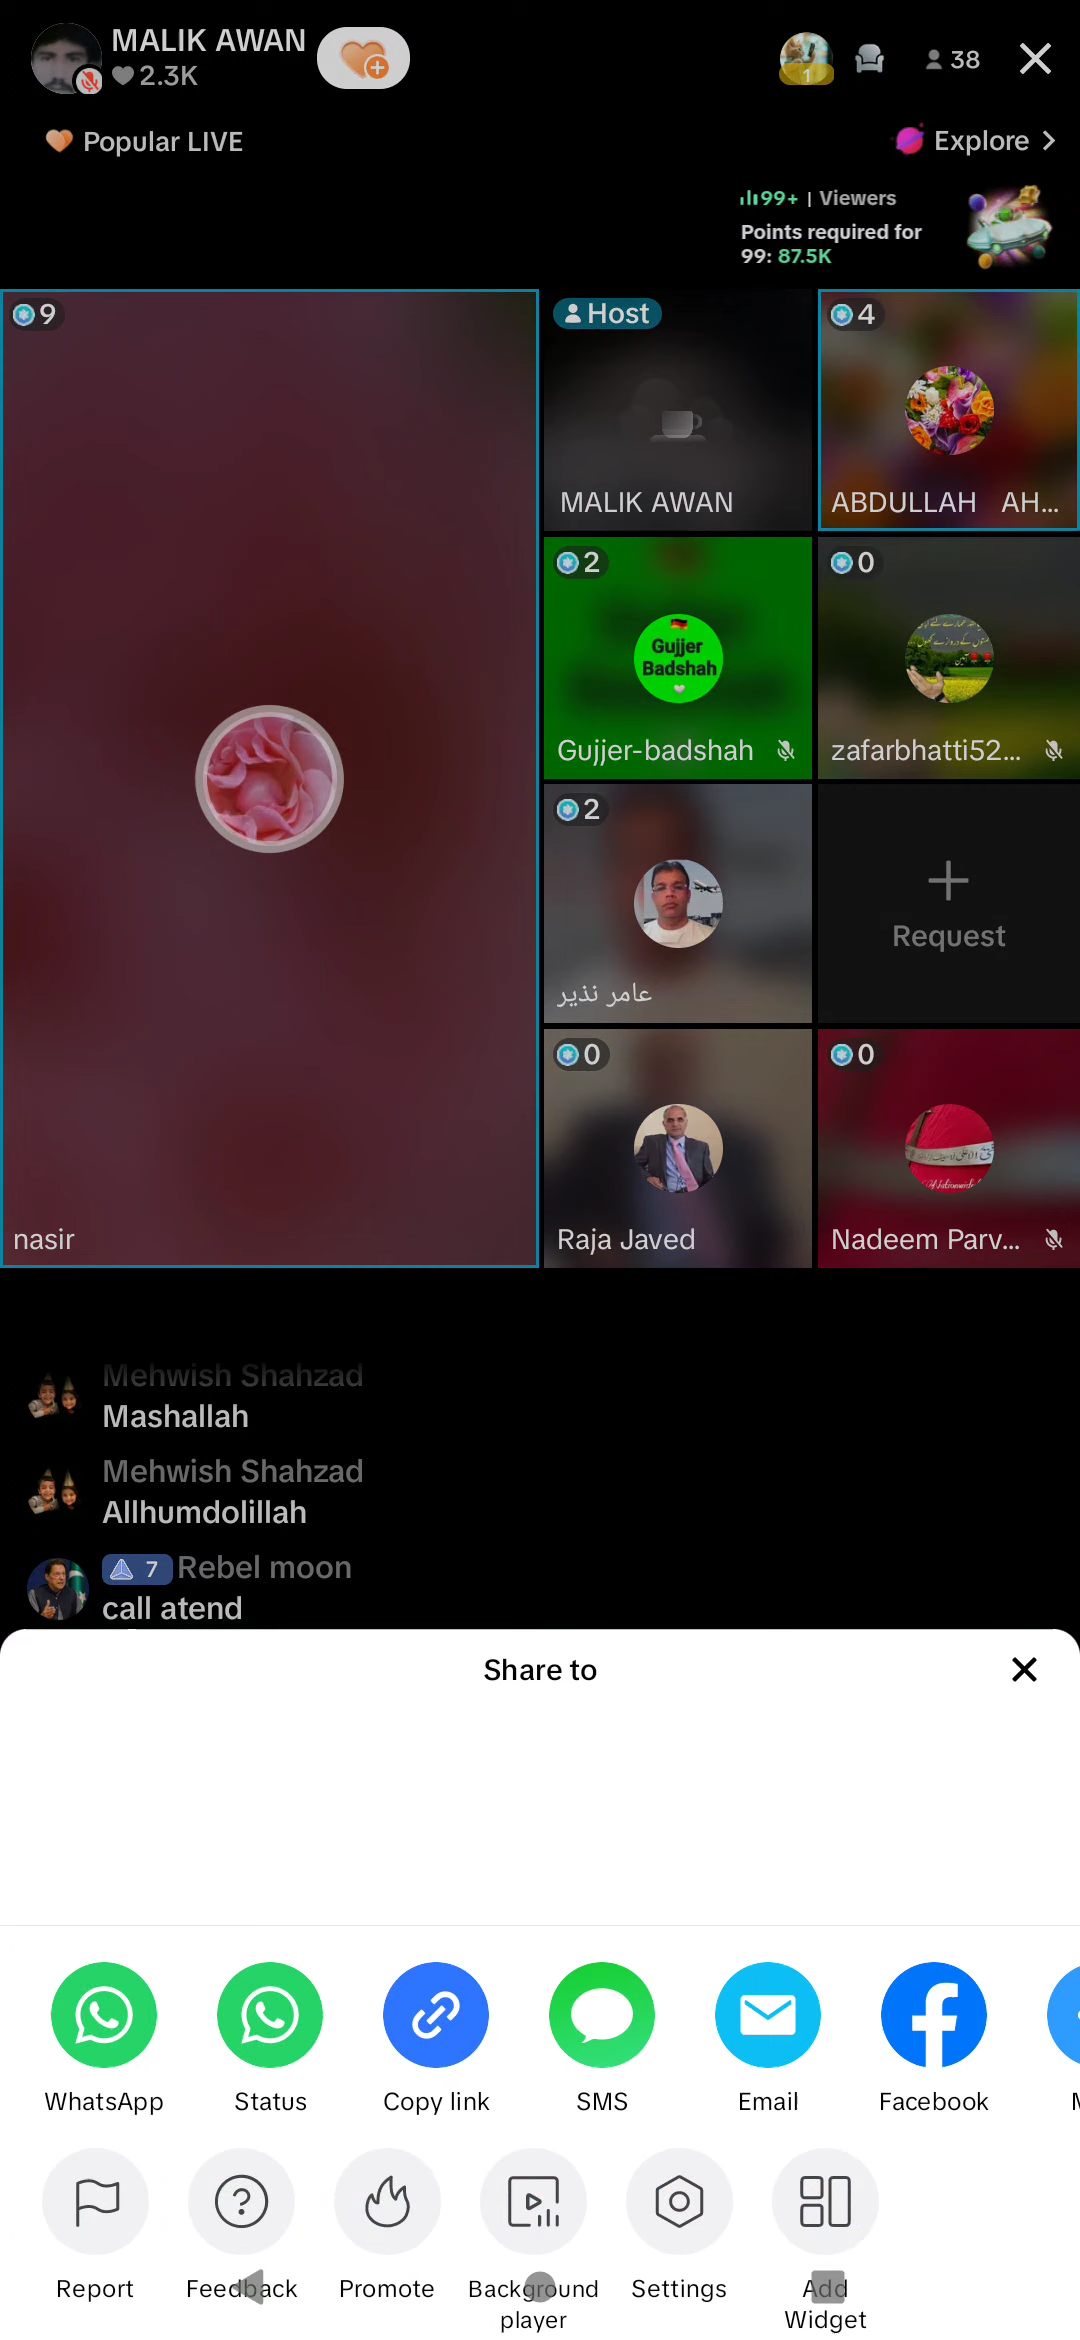 MALIK AWAN
2.3K
1
38
Popular LIVE
Explore
99+ | Viewers
Points required for
99: 87.5K
9
Host
4
MALIK AWAN
ABDULLAH AH...
2
0
Gujjer
Badshah
Gujjer-badshah
zafarbhatti52...
2
عامر نذیر
Request
0
0
nasir
Raja Javed
Nadeem Parv...
Mehwish Shahzad
Mashallah
Mehwish Shahzad
Allhumdolillah
7 Rebel moon
call atend
Share to
WhatsApp
Status
Copy link
SMS
Email
Facebook
Report
Feedback
Promote
Background
player
Settings
Add
Widget